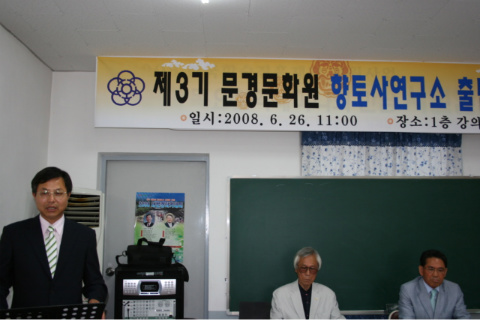 제3기 문경문화원 향토사연구소 출
일시:2008. 6. 26. 11:00 장소:1층 강의